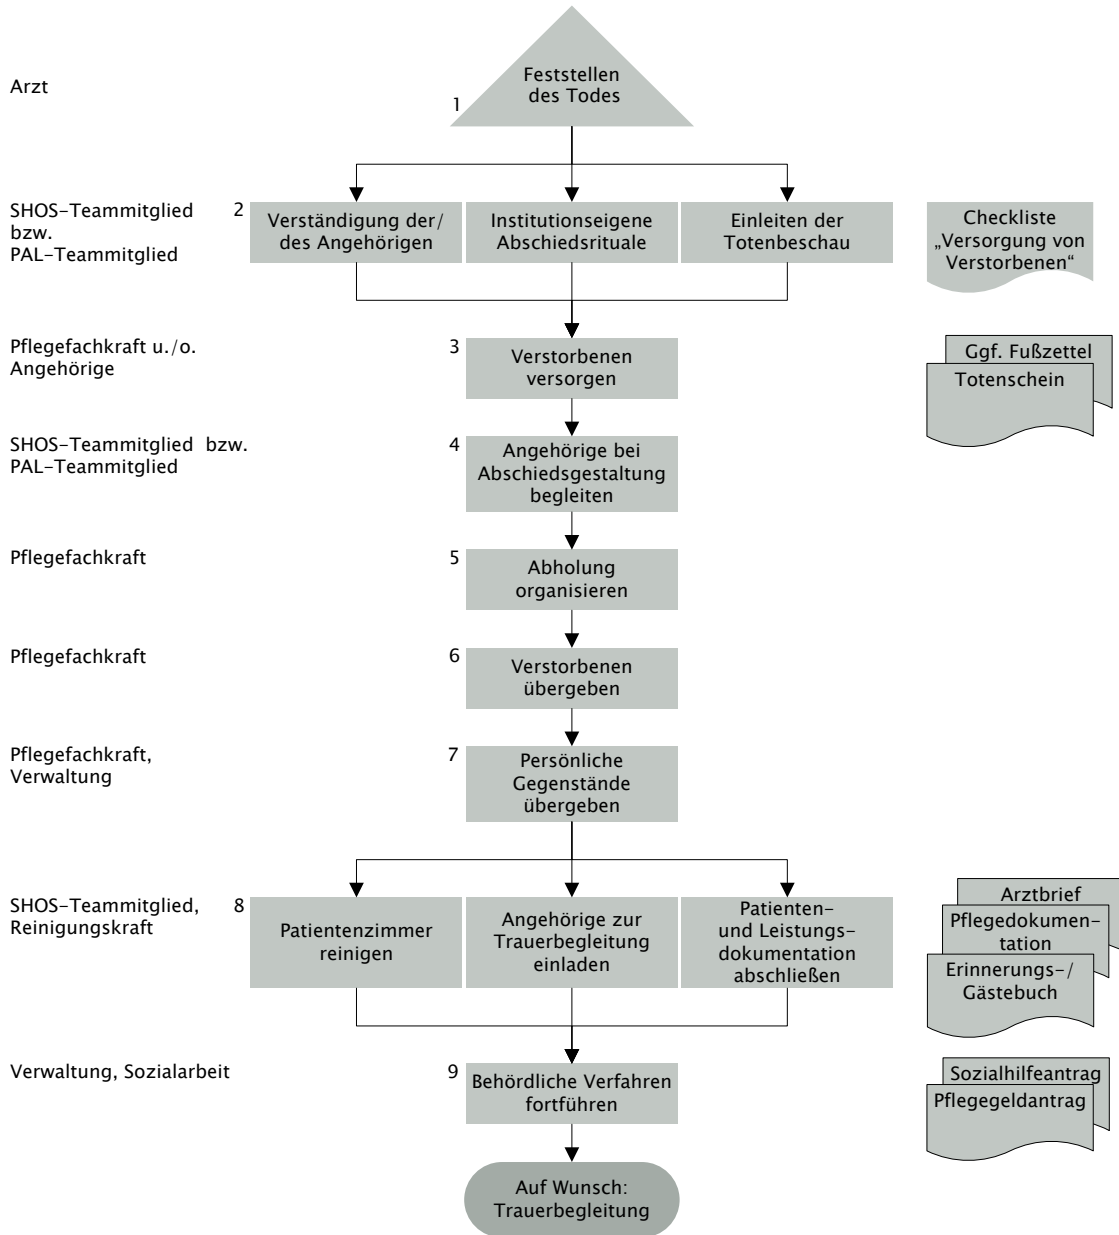 Arzt
1
Feststellen
des Todes
SHOS-Teammitglied
bzw.
PAL-Teammitglied
2
Verständigung der/
des Angehörigen
Institutionseigene
Abschiedsrituale
Einleiten der
Totenbeschau
Checkliste
„Versorgung von
Verstorbenen“
Pflegefachkraft u./o.
Angehörige
3
Verstorbenen
versorgen
Ggf. Fußzettel
Totenschein
SHOS-Teammitglied bzw.
PAL-Teammitglied
4
Angehörige bei
Abschiedsgestaltung
begleiten
Pflegefachkraft
5
Abholung
organisieren
Pflegefachkraft
6
Verstorbenen
übergeben
Pflegefachkraft,
Verwaltung
7
Persönliche
Gegenstände
übergeben
SHOS-Teammitglied,
Reinigungskraft
8
Patientenzimmer
reinigen
Angehörige zur
Trauerbegleitung
einladen
Patienten-
und Leistungs-
dokumentation
abschließen
Arztbrief
Pflegedokumen-
tation
Erinnerungs-/
Gästebuch
Verwaltung, Sozialarbeit
9
Behördliche Verfahren
fortführen
Sozialhilfeantrag
Pflegegeldantrag
Auf Wunsch:
Trauerbegleitung